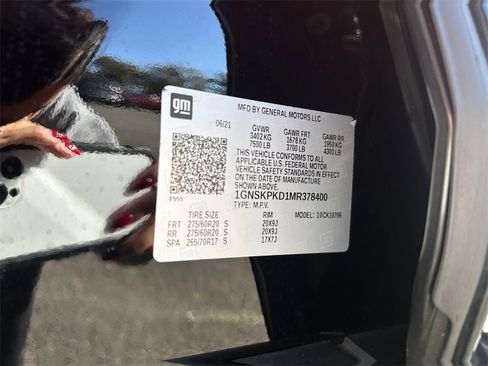 gm
MFD BY GENERAL MOTORS LLC
06/21 GVWR GAWR FRT GAWR RR
3402 KG 1678 KG 1950 KG
7500 LB 3700 LB 4300 LB
THIS VEHICLE CONFORMS TO ALL
APPLICABLE U.S. FEDERAL MOTOR
VEHICLE SAFETY STANDARDS IN EFFECT
ON THE DATE OF MANUFACTURE
SHOWN ABOVE.
1GNSKPKD1MR378400
TYPE: M.P.V.
TIRE SIZE RIM MODEL: 10CK10706
FRT 275/60R20 S 20X9J
RR 275/60R20 S 20X9J
SPA 265/70R17 S 17X7J